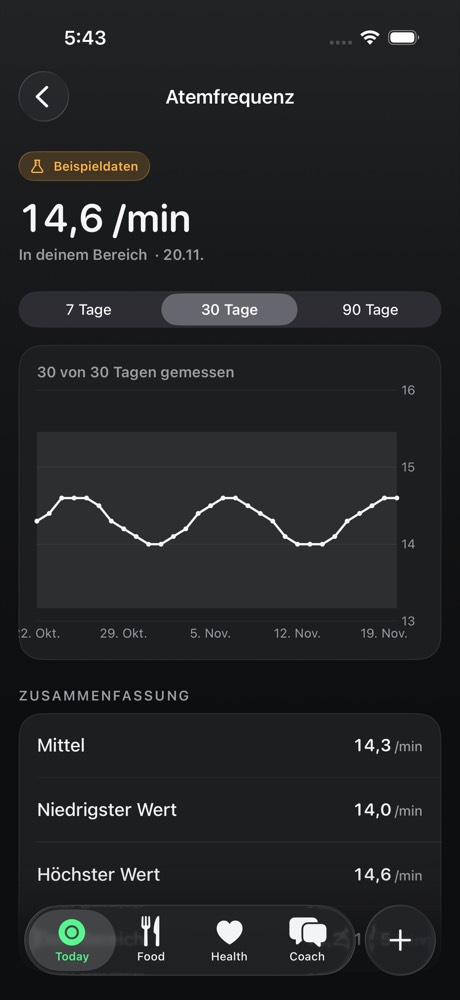 5:43
Atemfrequenz
Beispieldaten
14,6 /min
In deinem Bereich · 20.11.
7 Tage 30 Tage 90 Tage
30 von 30 Tagen gemessen
16
15
14
13
2. Okt. 29. Okt. 5. Nov. 12. Nov. 19. Nov.
ZUSAMMENFASSUNG
Mittel 14,3 /min
Niedrigster Wert 14,0 /min
Höchster Wert 14,6 /min
Today Food Health Coach